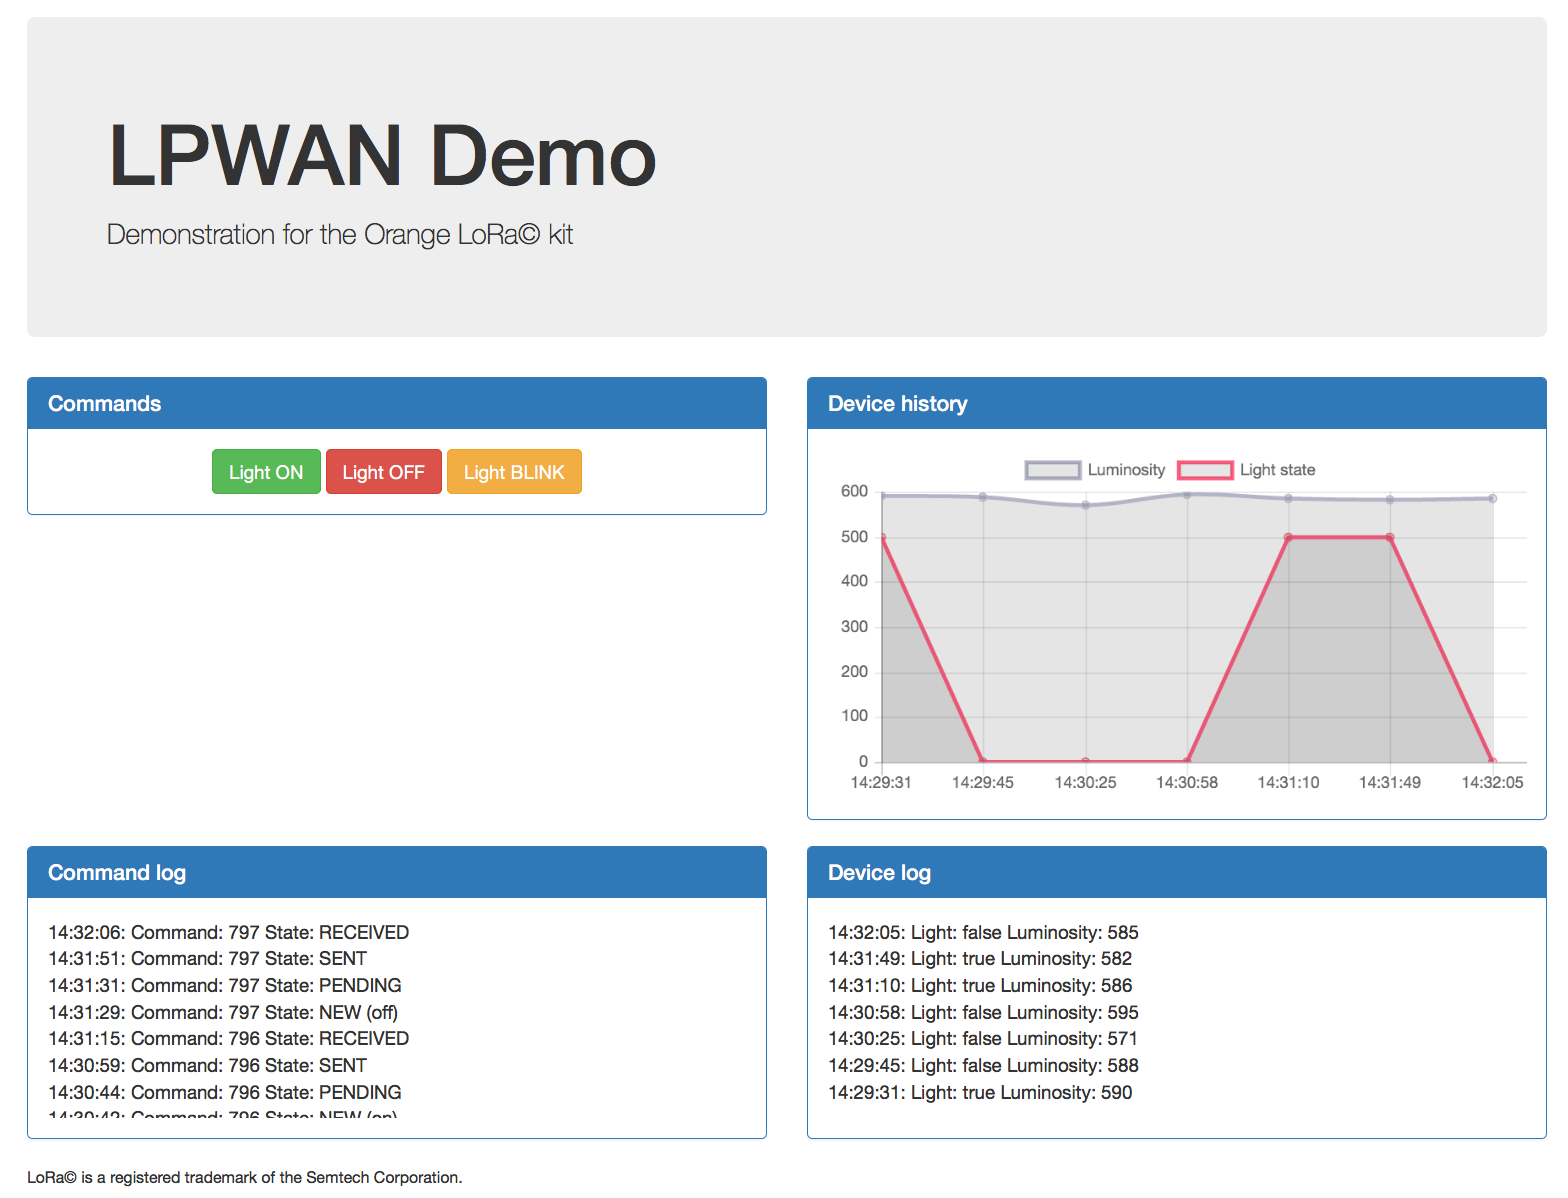 LPWAN Demo
Demonstration for the Orange LoRa© kit
Commands
Light ON Light OFF Light BLINK
Device history
Luminosity Light state
600
500
400
300
200
100
0
14:29:31 14:29:45 14:30:25 14:30:58 14:31:10 14:31:49 14:32:05
Command log
14:32:06: Command: 797 State: RECEIVED
14:31:51: Command: 797 State: SENT
14:31:31: Command: 797 State: PENDING
14:31:29: Command: 797 State: NEW (off)
14:31:15: Command: 796 State: RECEIVED
14:30:59: Command: 796 State: SENT
14:30:44: Command: 796 State: PENDING
14:30:42: Command: 796 State: NEW (on)
Device log
14:32:05: Light: false Luminosity: 585
14:31:49: Light: true Luminosity: 582
14:31:10: Light: true Luminosity: 586
14:30:58: Light: false Luminosity: 595
14:30:25: Light: false Luminosity: 571
14:29:45: Light: false Luminosity: 588
14:29:31: Light: true Luminosity: 590
LoRa© is a registered trademark of the Semtech Corporation.